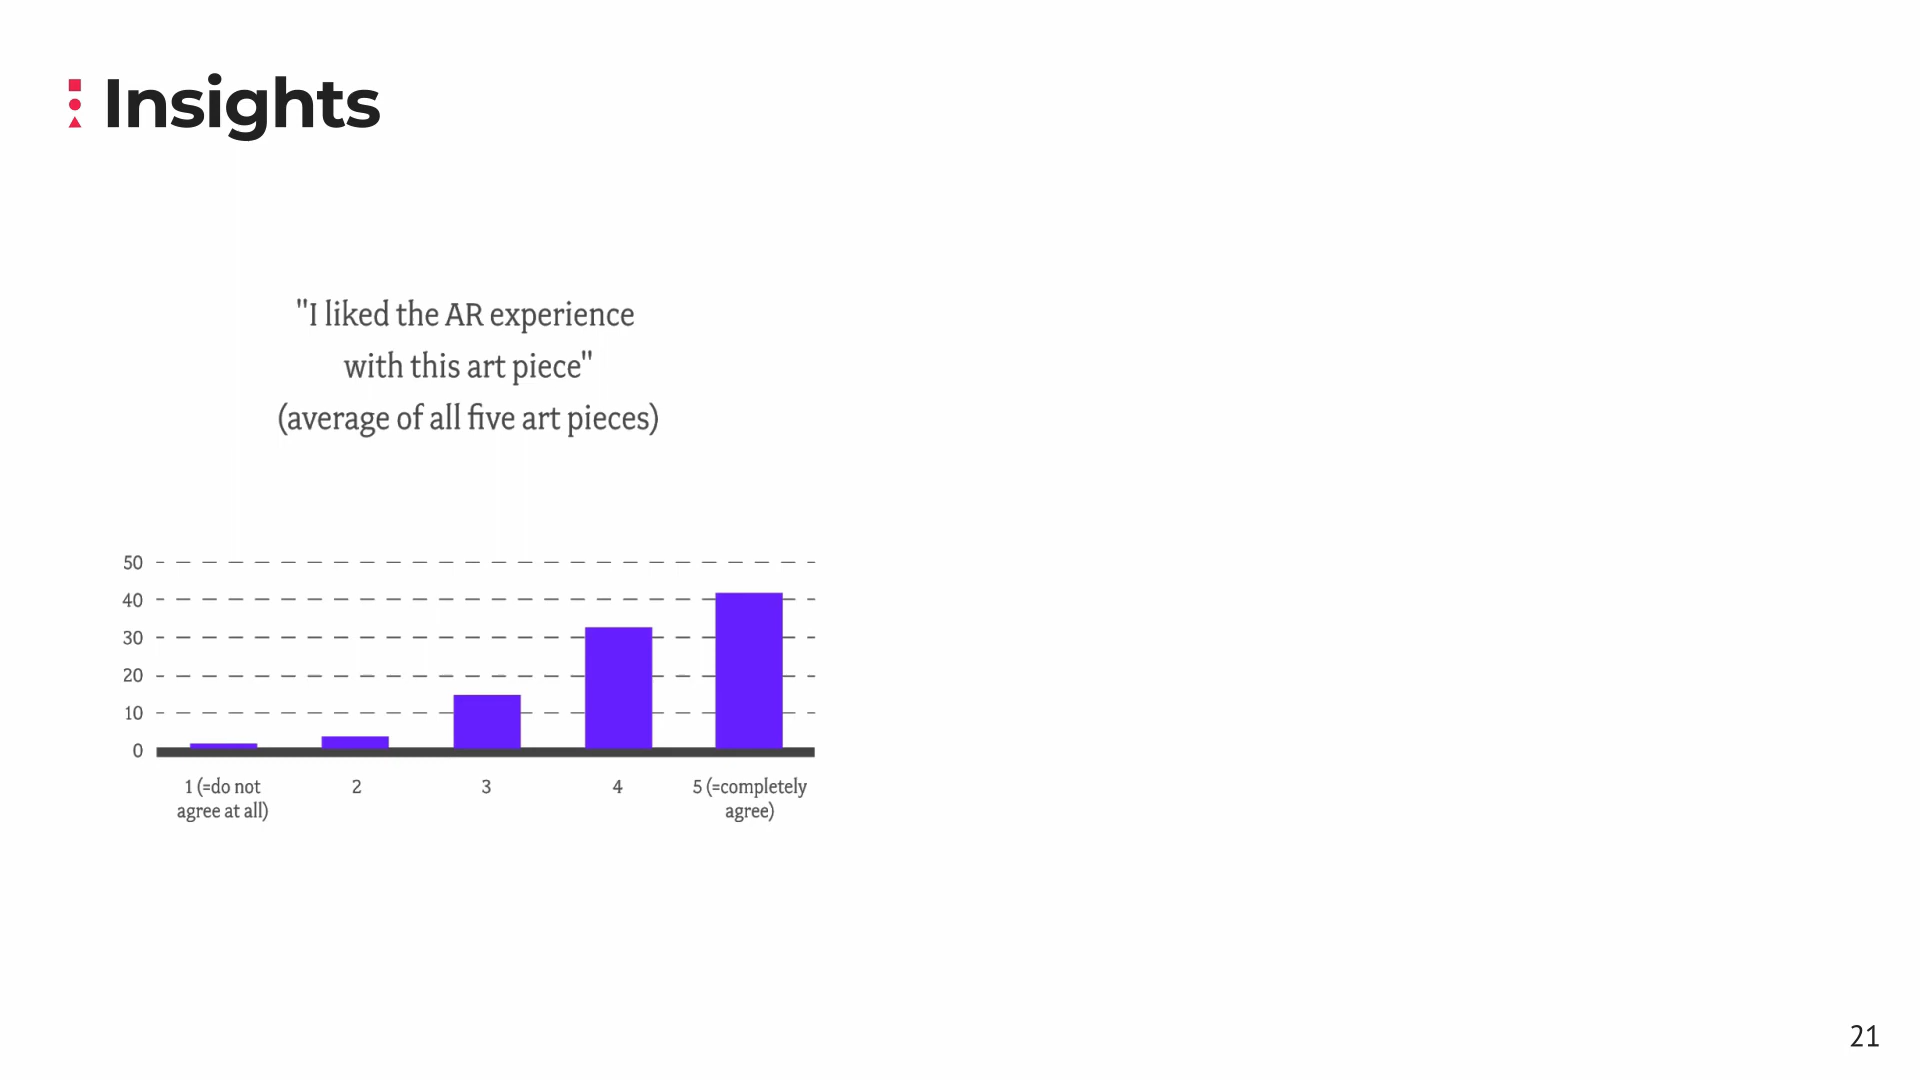 Insights
"I liked the AR experience
with this art piece"
(average of all five art pieces)
50
40
30
20
10
0
1 (=do not
agree at all)
2
3
4
5 (=completely
agree)
21